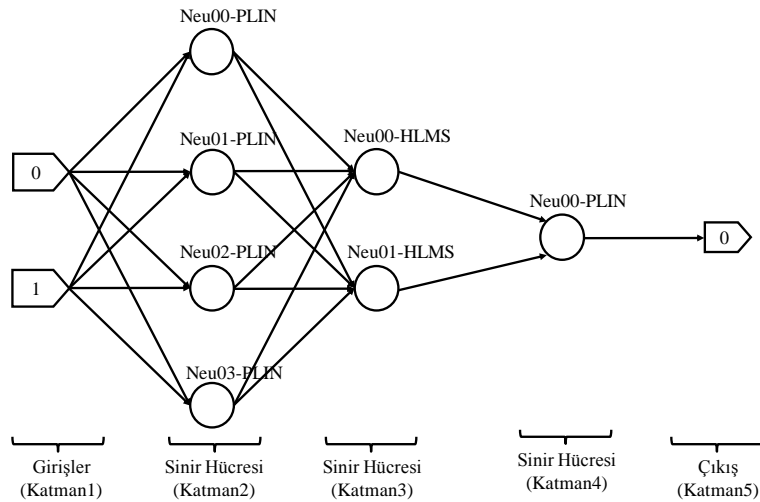 Neu00-PLIN
Neu01-PLIN
Neu00-HLMS
0
Neu00-PLIN
0
Neu02-PLIN
Neu01-HLMS
1
Neu03-PLIN
Girişler
(Katman1)
Sinir Hücresi
(Katman2)
Sinir Hücresi
(Katman3)
Sinir Hücresi
(Katman4)
Çıkış
(Katman5)